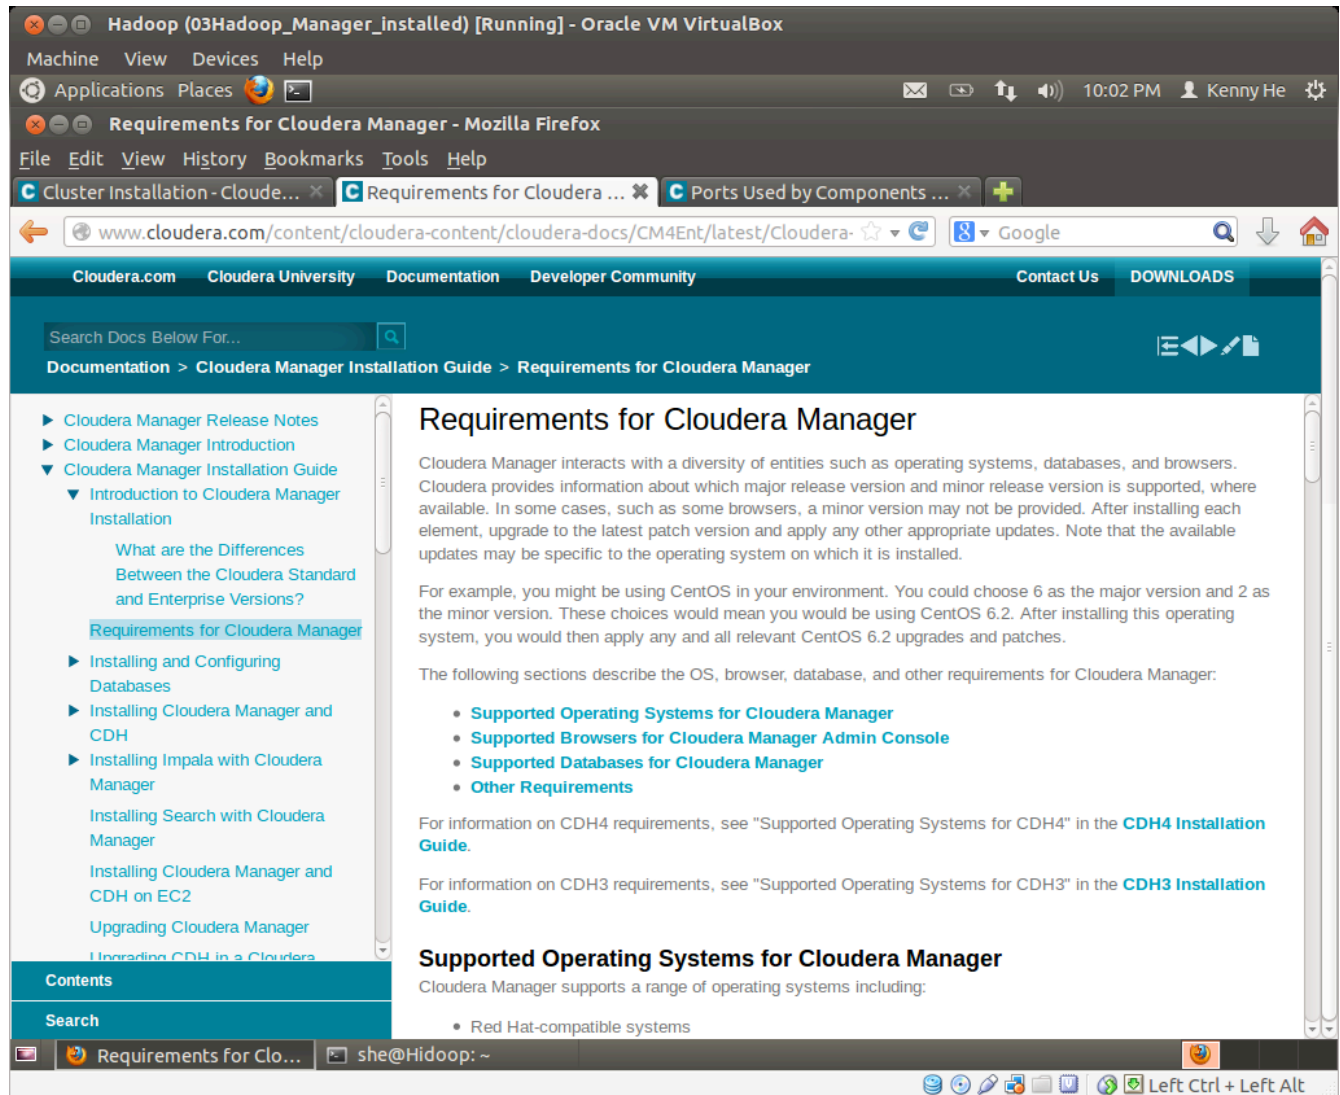 Hadoop (03Hadoop_Manager_installed) [Running] - Oracle VM VirtualBox
Machine View Devices Help
Applications Places 10:02 PM Kenny He
Requirements for Cloudera Manager - Mozilla Firefox
File Edit View History Bookmarks Tools Help
Cluster Installation - Cloude... Requirements for Cloudera ... Ports Used by Components ...
www.cloudera.com/content/cloudera-content/cloudera-docs/CM4Ent/latest/Cloudera- Google
Cloudera.com Cloudera University Documentation Developer Community Contact Us DOWNLOADS
Search Docs Below For...
Documentation > Cloudera Manager Installation Guide > Requirements for Cloudera Manager
Cloudera Manager Release Notes
Cloudera Manager Introduction
Cloudera Manager Installation Guide
Introduction to Cloudera Manager
Installation
What are the Differences
Between the Cloudera Standard
and Enterprise Versions?
Requirements for Cloudera Manager
Installing and Configuring
Databases
Installing Cloudera Manager and
CDH
Installing Impala with Cloudera
Manager
Installing Search with Cloudera
Manager
Installing Cloudera Manager and
CDH on EC2
Upgrading Cloudera Manager
Upgrading CDH in a Cloudera
Contents
Search
Requirements for Cloudera Manager
Cloudera Manager interacts with a diversity of entities such as operating systems, databases, and browsers.
Cloudera provides information about which major release version and minor release version is supported, where
available. In some cases, such as some browsers, a minor version may not be provided. After installing each
element, upgrade to the latest patch version and apply any other appropriate updates. Note that the available
updates may be specific to the operating system on which it is installed.
For example, you might be using CentOS in your environment. You could choose 6 as the major version and 2 as
the minor version. These choices would mean you would be using CentOS 6.2. After installing this operating
system, you would then apply any and all relevant CentOS 6.2 upgrades and patches.
The following sections describe the OS, browser, database, and other requirements for Cloudera Manager:
• Supported Operating Systems for Cloudera Manager
• Supported Browsers for Cloudera Manager Admin Console
• Supported Databases for Cloudera Manager
• Other Requirements
For information on CDH4 requirements, see "Supported Operating Systems for CDH4" in the CDH4 Installation
Guide.
For information on CDH3 requirements, see "Supported Operating Systems for CDH3" in the CDH3 Installation
Guide.
Supported Operating Systems for Cloudera Manager
Cloudera Manager supports a range of operating systems including:
• Red Hat-compatible systems
Requirements for Clo... she@Hidoop: ~
Left Ctrl + Left Alt